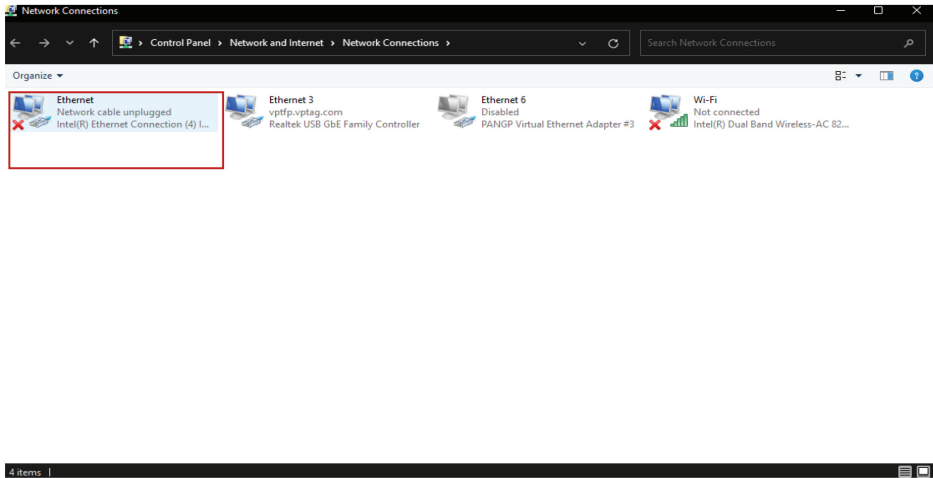 Network Connections
Control Panel > Network and Internet > Network Connections >
Search Network Connections
Organize
Ethernet
Network cable unplugged
Intel(R) Ethernet Connection (4) I...
Ethernet 3
vptfp.vptag.com
Realtek USB GbE Family Controller
Ethernet 6
Disabled
PANGP Virtual Ethernet Adapter #3
Wi-Fi
Not connected
Intel(R) Dual Band Wireless-AC 82...
4 items